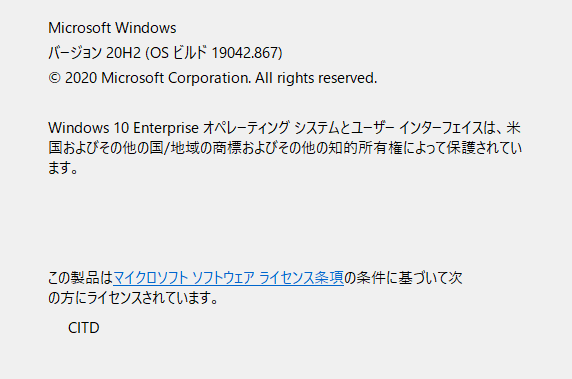 Microsoft Windows
バージョン 20H2 (OS ビルド 19042.867)
© 2020 Microsoft Corporation. All rights reserved.
Windows 10 Enterprise オペレーティング システムとユーザー インターフェイスは、米
国およびその他の国/地域の商標およびその他の知的所有権によって保護されてい
ます。
この製品はマイクロソフト ソフトウェア ライセンス条項の条件に基づいて次
の方にライセンスされています。
CITD